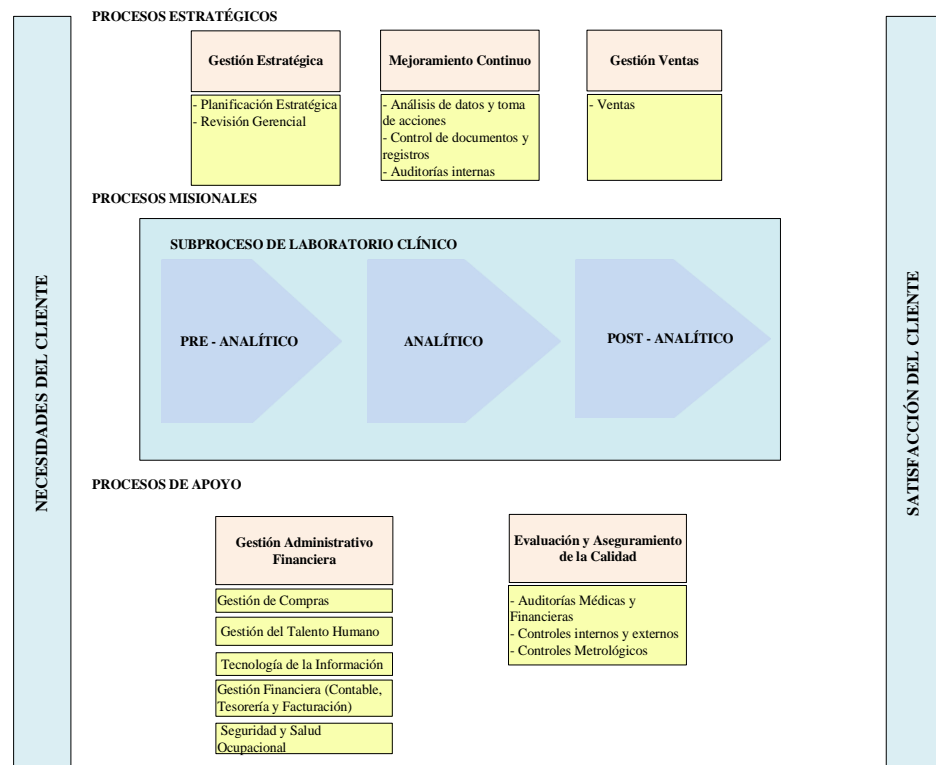 PROCESOS ESTRATÉGICOS
Gestión Estratégica
- Planificación Estratégica
- Revisión Gerencial
Mejoramiento Continuo
- Análisis de datos y toma
de acciones
- Control de documentos y
registros
- Auditorías internas
Gestión Ventas
- Ventas
PROCESOS MISIONALES
SUBPROCESO DE LABORATORIO CLÍNICO
PRE - ANALÍTICO
ANALÍTICO
POST - ANALÍTICO
NECESIDADES DEL CLIENTE
SATISFACCIÓN DEL CLIENTE
PROCESOS DE APOYO
Gestión Administrativo
Financiera
Gestión de Compras
Gestión del Talento Humano
Tecnología de la Información
Gestión Financiera (Contable,
Tesorería y Facturación)
Seguridad y Salud
Ocupacional
Evaluación y Aseguramiento
de la Calidad
- Auditorías Médicas y
Financieras
- Controles internos y externos
- Controles Metrológicos